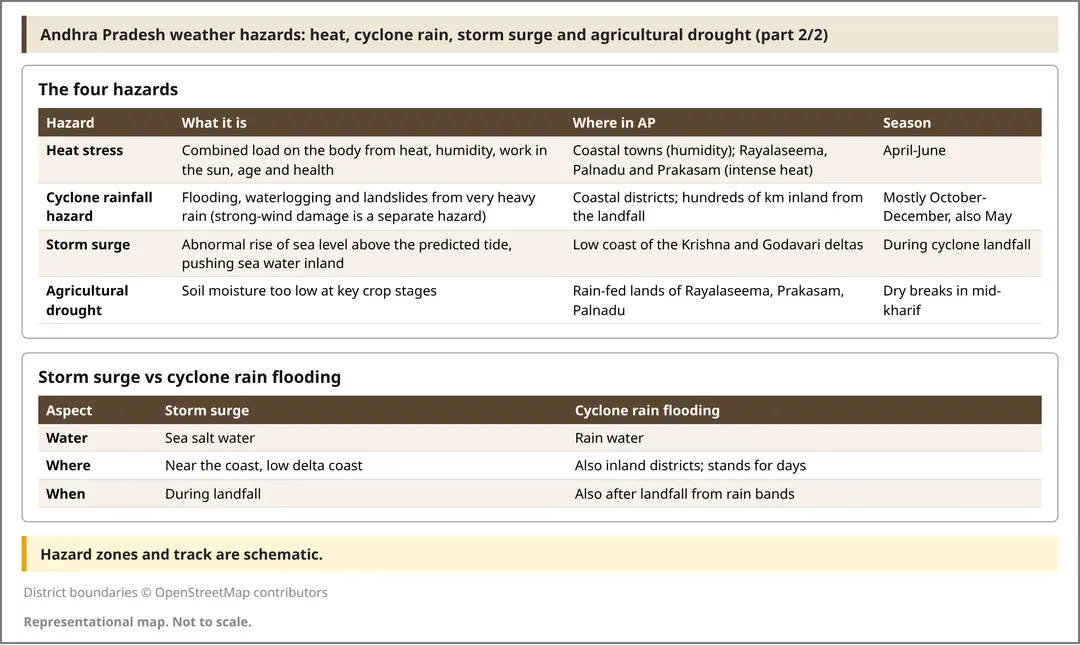 Andhra Pradesh weather hazards: heat, cyclone rain, storm surge and agricultural drought (part 2/2)
The four hazards
Hazard What it is Where in AP Season
Heat stress Combined load on the body from heat, humidity, work in the sun, age and health Coastal towns (humidity); Rayalaseema, Palnadu and Prakasam (intense heat) April-June
Cyclone rainfall hazard Flooding, waterlogging and landslides from very heavy rain (strong-wind damage is a separate hazard) Coastal districts; hundreds of km inland from the landfall Mostly October-December, also May
Storm surge Abnormal rise of sea level above the predicted tide, pushing sea water inland Low coast of the Krishna and Godavari deltas During cyclone landfall
Agricultural drought Soil moisture too low at key crop stages Rain-fed lands of Rayalaseema, Prakasam, Palnadu Dry breaks in mid-kharif
Storm surge vs cyclone rain flooding
Aspect Storm surge Cyclone rain flooding
Water Sea salt water Rain water
Where Near the coast, low delta coast Also inland districts; stands for days
When During landfall Also after landfall from rain bands
Hazard zones and track are schematic.
District boundaries © OpenStreetMap contributors
Representational map. Not to scale.